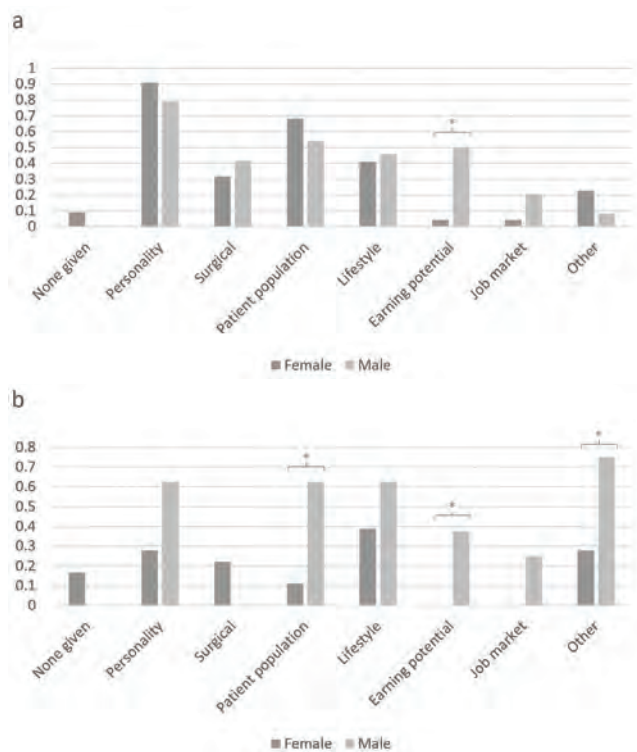 a
1
0.9
0.8
0.7
0.6
0.5
0.4
0.3
0.2
0.1
0
*
None given
Personality
Surgical
Patient population
Lifestyle
Earning potential
Job market
Other
Female Male
b
0.8
0.7
0.6
0.5
0.4
0.3
0.2
0.1
0
*
*
*
None given
Personality
Surgical
Patient population
Lifestyle
Earning potential
Job market
Other
Female Male